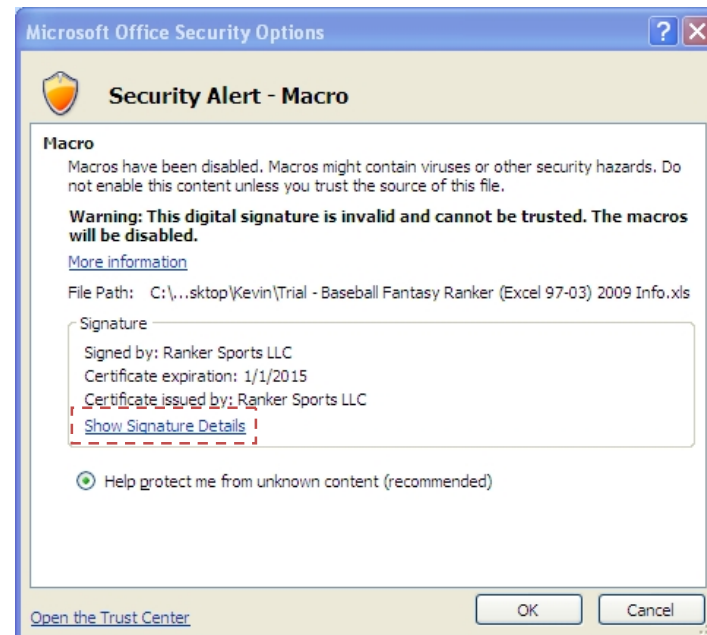 Microsoft Office Security Options
Security Alert - Macro
Macro
Macros have been disabled. Macros might contain viruses or other security hazards. Do
not enable this content unless you trust the source of this file.
Warning: This digital signature is invalid and cannot be trusted. The macros
will be disabled.
More information
File Path: C:\...sktop\Kevin\Trial - Baseball Fantasy Ranker (Excel 97-03) 2009 Info.xls
Signature
Signed by: Ranker Sports LLC
Certificate expiration: 1/1/2015
Certificate issued by: Ranker Sports LLC
Show Signature Details
Help protect me from unknown content (recommended)
Open the Trust Center
OK
Cancel